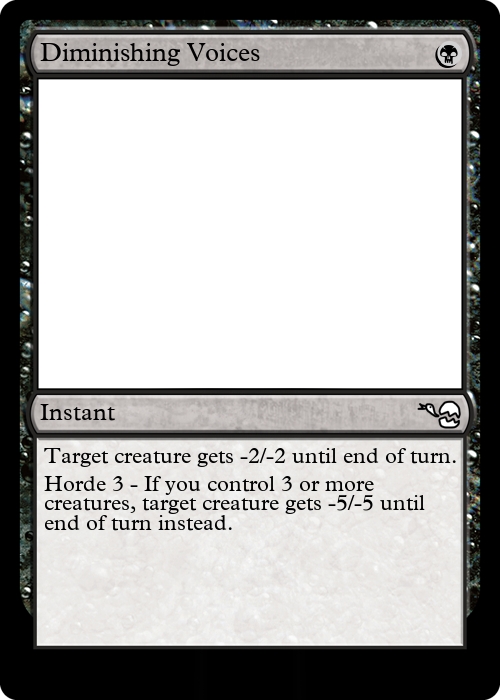 Diminishing Voices
Instant
Target creature gets -2/-2 until end of turn.
Horde 3 - If you control 3 or more
creatures, target creature gets -5/-5 until
end of turn instead.